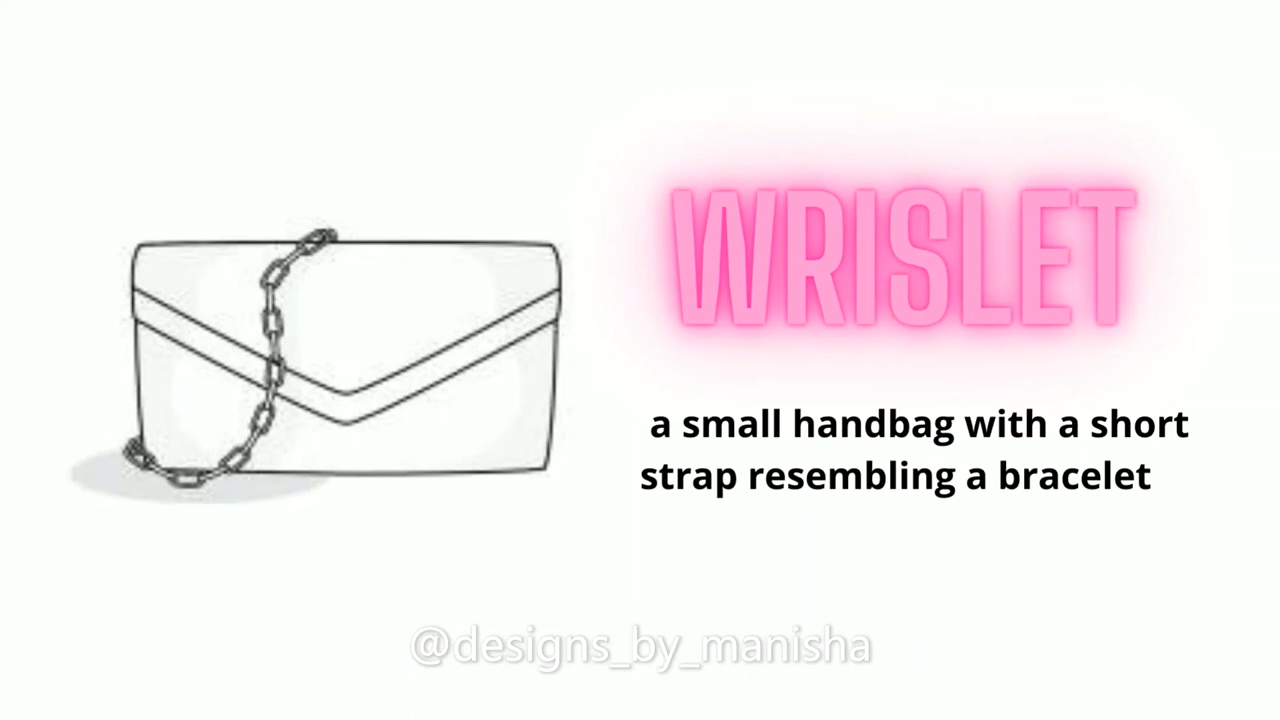 WRISLET
a small handbag with a short
strap resembling a bracelet
@designs_by_manisha